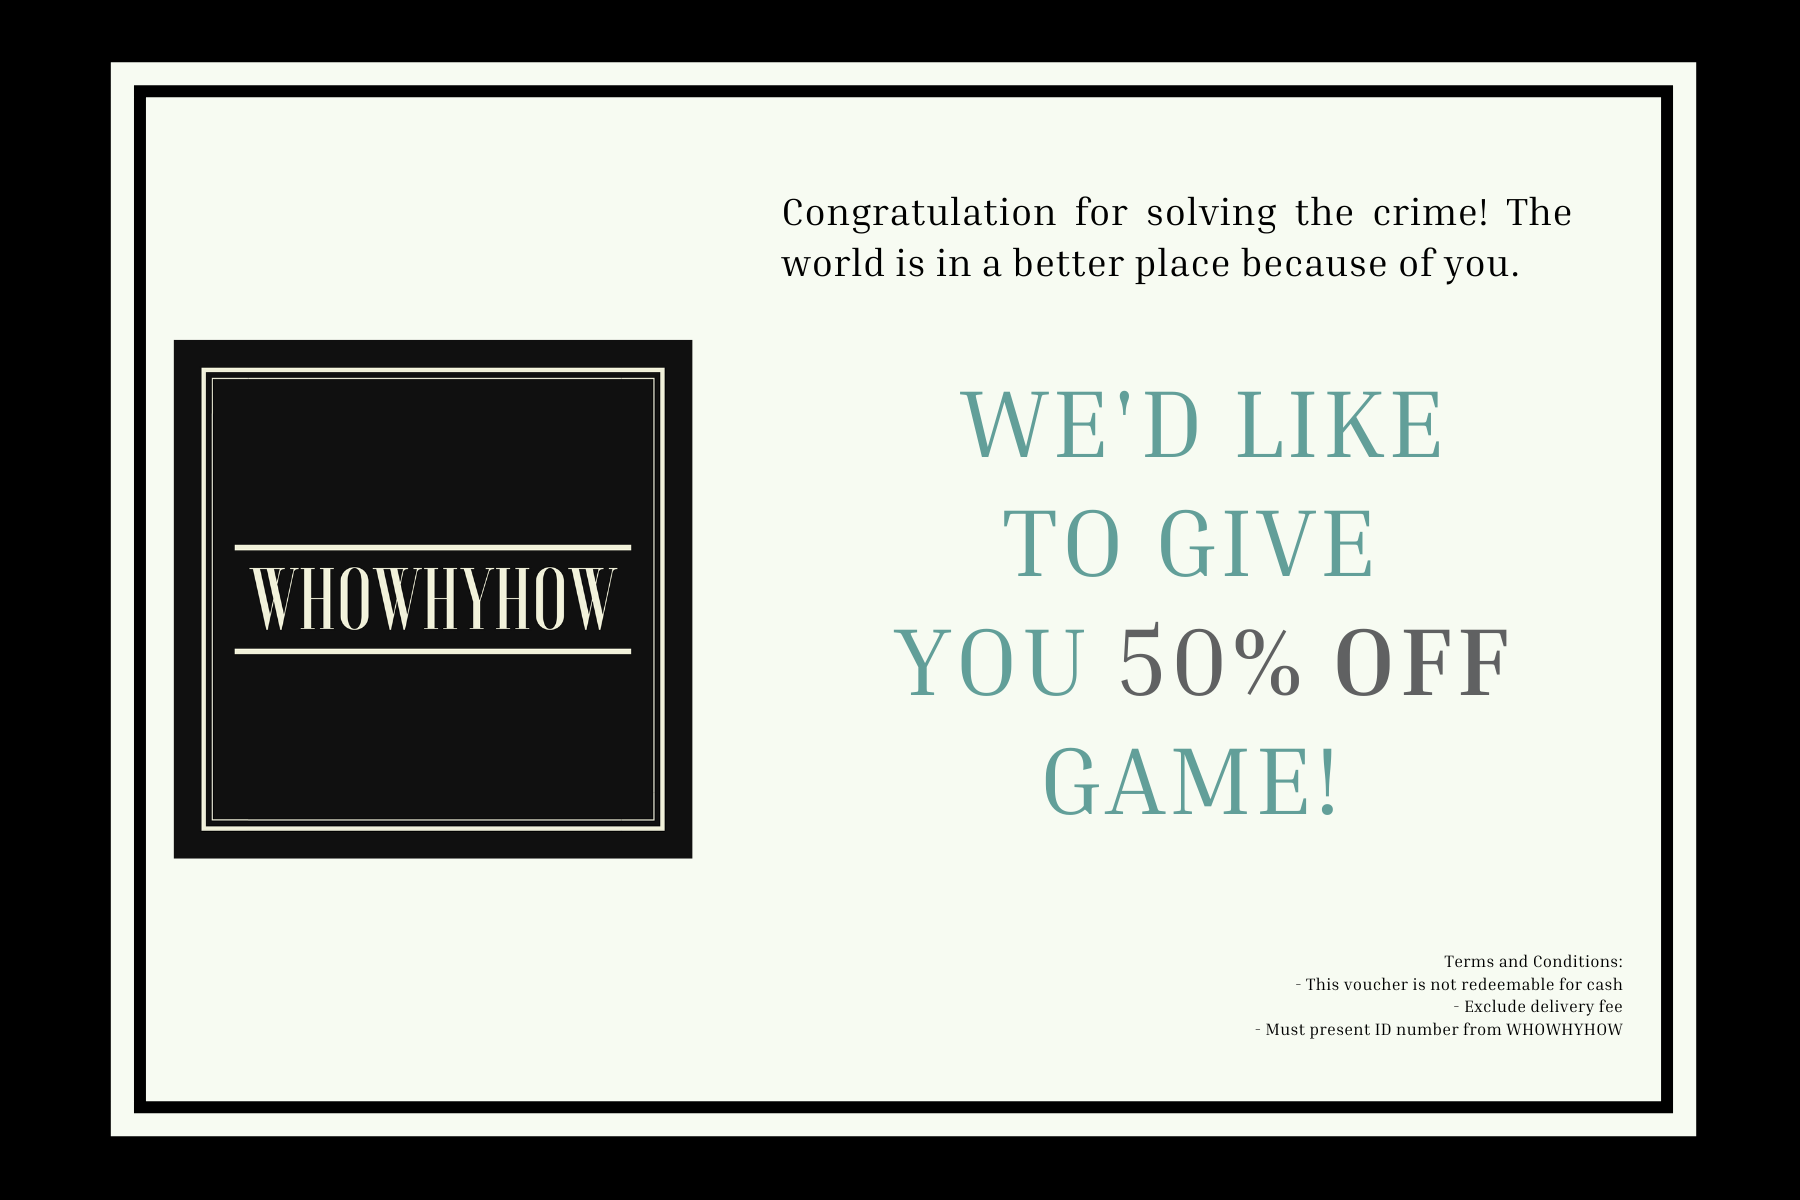 Congratulation for solving the crime! The
world is in a better place because of you.
WHOWHYHOW
WE'D LIKE
TO GIVE
YOU 50% OFF
GAME!
Terms and Conditions:
- This voucher is not redeemable for cash
- Exclude delivery fee
- Must present ID number from WHOWHYHOW